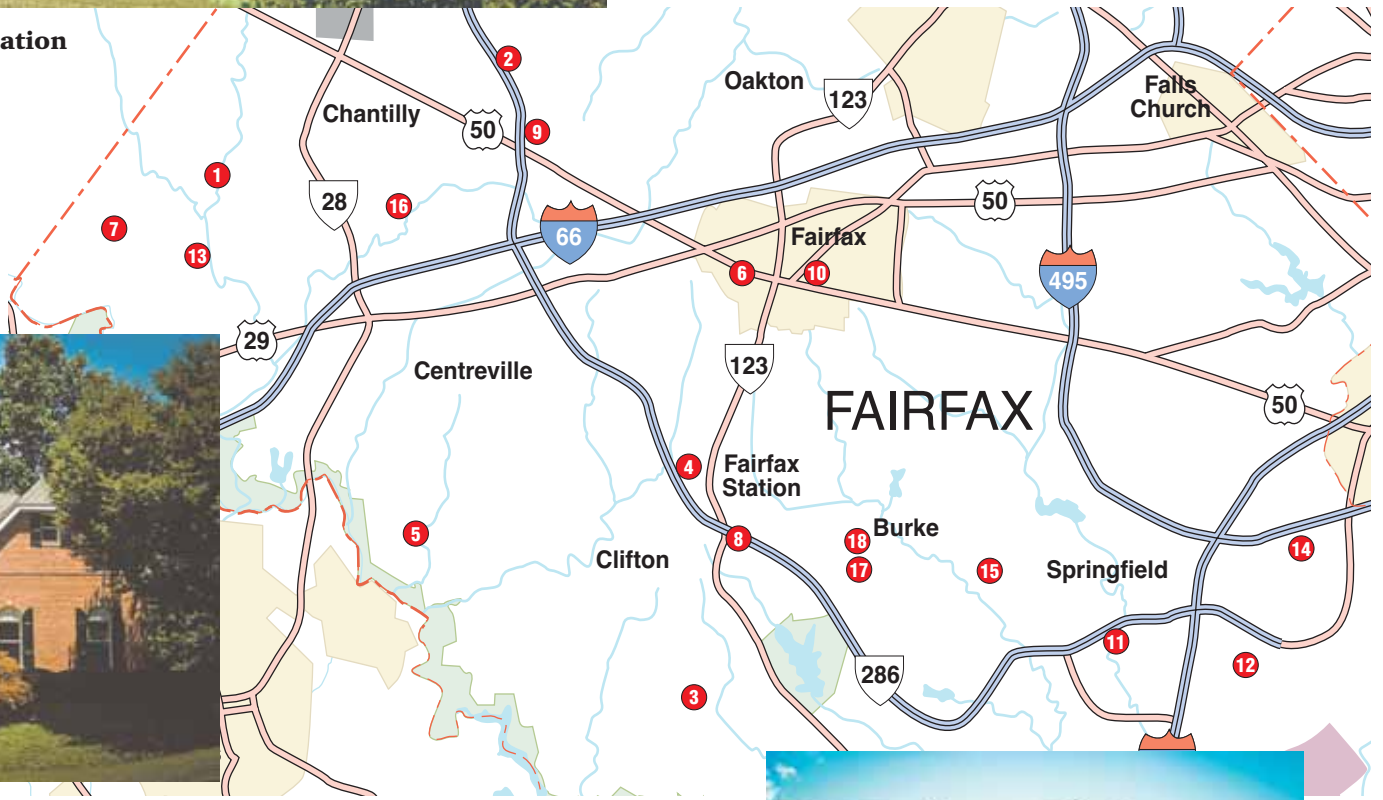 ation
2
Oakton
Falls
Church
123
Chantilly
50
9
1
28
16
50
7
66
Fairfax
13
6
10
495
29
123
Centreville
FAIRFAX
50
4
Fairfax
Station
5
8
18
Burke
14
Clifton
17
15
Springfield
11
12
286
3